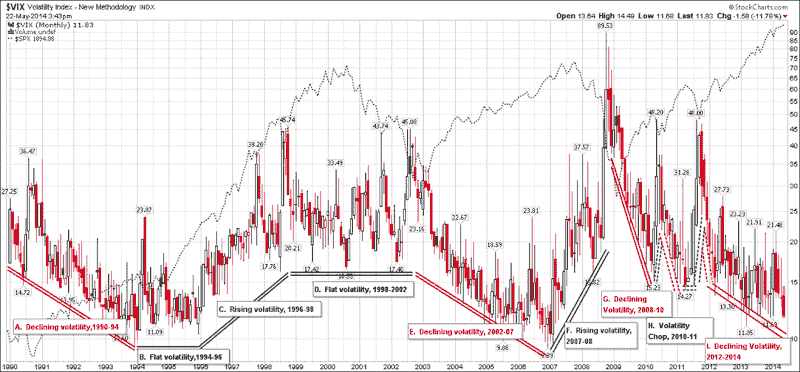 $VIX Volatility Index - New Methodology INDX
© StockCharts.com
22-May-2014 3:43pm
Open 13.64 High 14.49 Low 11.68 Last 11.83 Chg -1.58 (-11.78%)
$VIX (Monthly) 11.83
Volume undef
$SPX 1894.08
89.53
90
85
80
75
70
65
60
55
50
45
40
35
30
25
20
15
10
27.25
36.47
14.72
23.87
11.09
38.20
17.76
45.74
20.21
17.42
33.49
43.74
17.40
45.08
23.16
22.67
18.59
9.88
23.81
9.89
37.57
48.20
15.23
31.28
14.27
48.00
27.73
13.30
23.23
11.05
21.91
21.48
A. Declining volatility,1990-94
B. Flat volatility,1994-96
C. Rising volatility, 1996-98
D. Flat volatility, 1998-2002
E. Declining volatility, 2002-07
F. Rising volatility,
2007-08
G. Declining
Volatility, 2008-10
H. Volatility
Chop, 2010-11
I. Declining Volatility,
2012-2014
1990 1991 1992 1993 1994 1995 1996 1997 1998 1999 2000 2001 2002 2003 2004 2005 2006 2007 2008 2009 2010 2011 2012 2013 2014